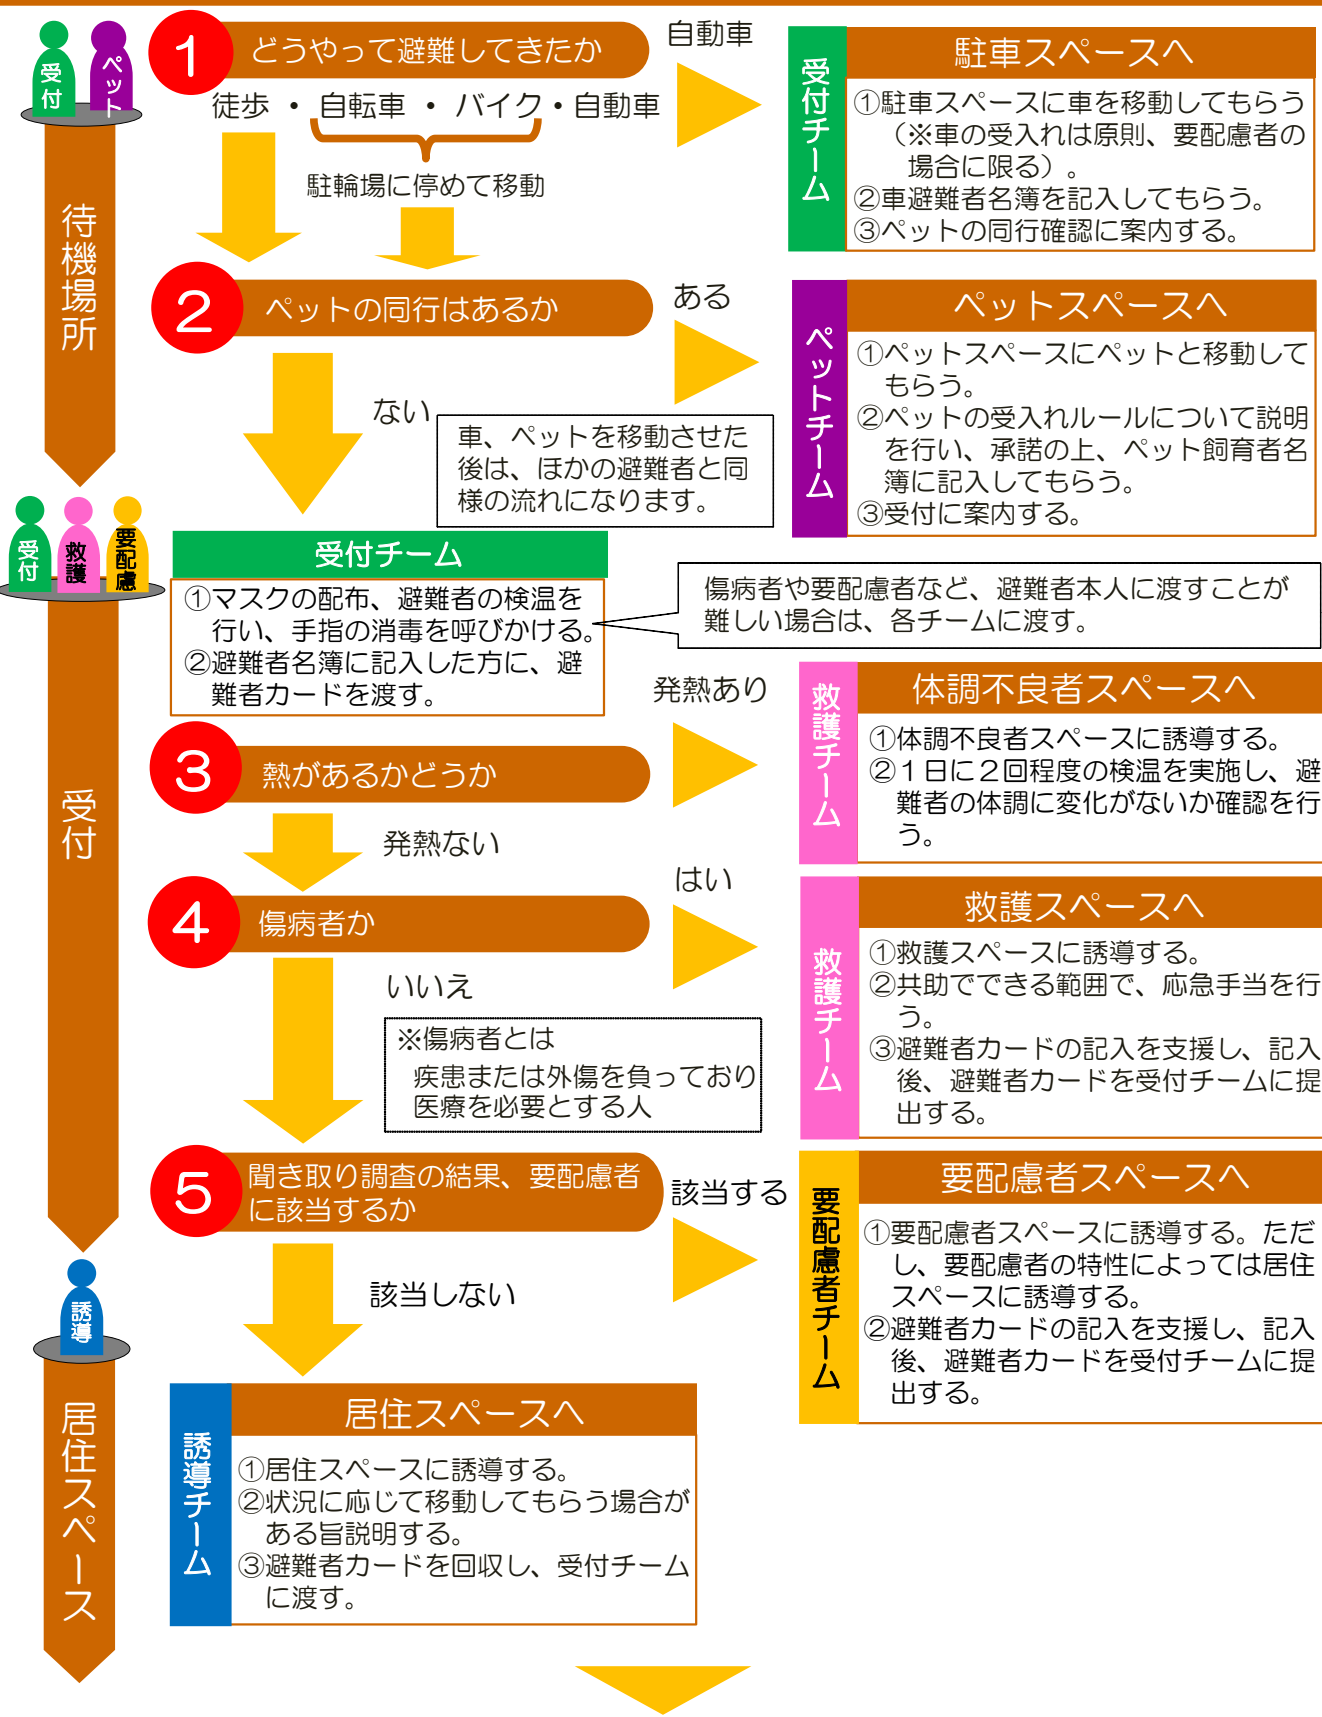 受付
ペット
待機場所
1
どうやって避難してきたか
自動車
徒歩 ・ 自転車 ・ バイク・自動車
駐輪場に停めて移動
受付チーム
駐車スペースへ
①駐車スペースに車を移動してもらう
（※車の受入れは原則、要配慮者の
場合に限る）。
②車避難者名簿を記入してもらう。
③ペットの同行確認に案内する。
2
ペットの同行はあるか
ある
ない
車、ペットを移動させた
後は、ほかの避難者と同
様の流れになります。
ペットチーム
ペットスペースへ
①ペットスペースにペットと移動して
もらう。
②ペットの受入れルールについて説明
を行い、承諾の上、ペット飼育者名
簿に記入してもらう。
③受付に案内する。
受付
救護
要配慮
受付
受付チーム
①マスクの配布、避難者の検温を
行い、手指の消毒を呼びかける。
②避難者名簿に記入した方に、避
難者カードを渡す。
傷病者や要配慮者など、避難者本人に渡すことが
難しい場合は、各チームに渡す。
3
熱があるかどうか
発熱あり
発熱ない
救護チーム
体調不良者スペースへ
①体調不良者スペースに誘導する。
②１日に２回程度の検温を実施し、避
難者の体調に変化がないか確認を行
う。
4
傷病者か
はい
いいえ
※傷病者とは
疾患または外傷を負っており
医療を必要とする人
救護チーム
救護スペースへ
①救護スペースに誘導する。
②共助でできる範囲で、応急手当を行
う。
③避難者カードの記入を支援し、記入
後、避難者カードを受付チームに提
出する。
5
聞き取り調査の結果、要配慮者
に該当するか
該当する
該当しない
要配慮者チーム
要配慮者スペースへ
①要配慮者スペースに誘導する。ただ
し、要配慮者の特性によっては居住
スペースに誘導する。
②避難者カードの記入を支援し、記入
後、避難者カードを受付チームに提
出する。
誘導
居住スペース
誘導チーム
居住スペースへ
①居住スペースに誘導する。
②状況に応じて移動してもらう場合が
ある旨説明する。
③避難者カードを回収し、受付チーム
に渡す。